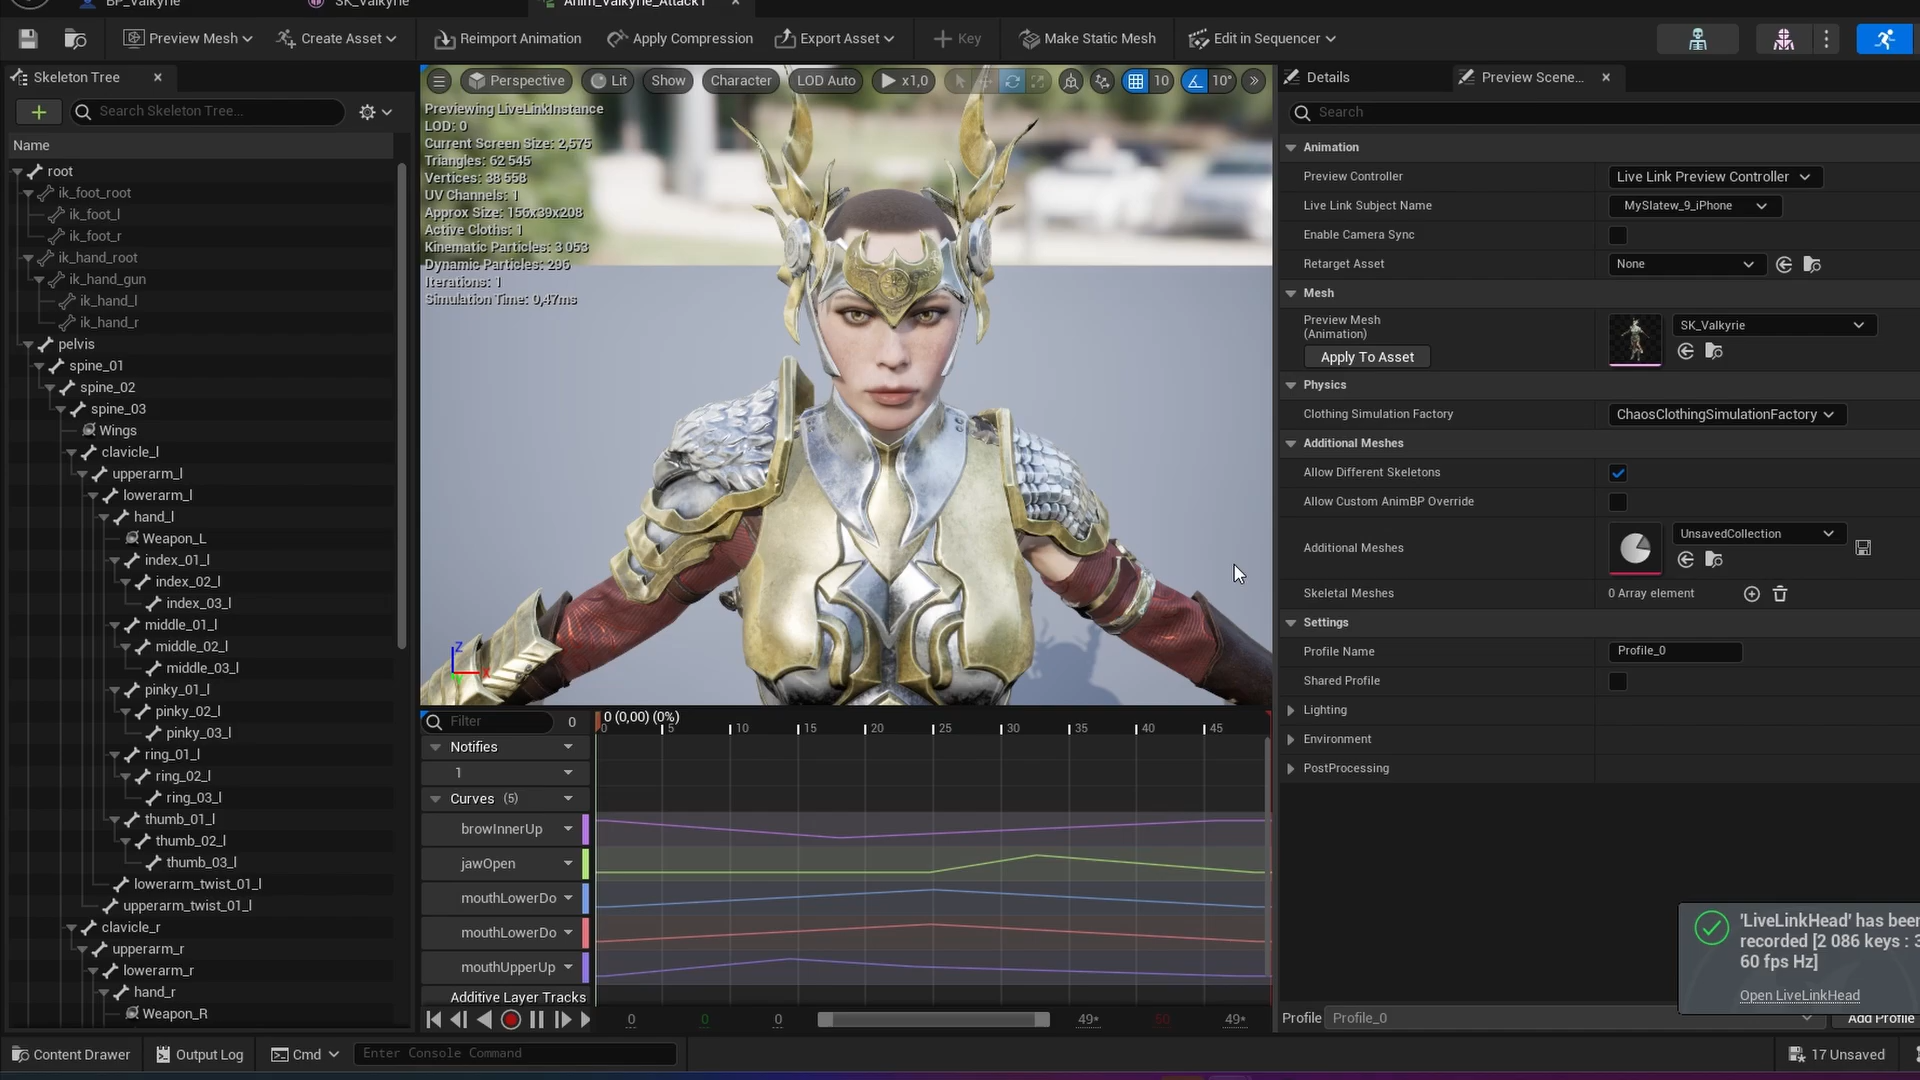 BP_Valkyrie
SK_Valkyrie
Anim_Valkyrie_Attack1
Preview Mesh
Create Asset
Reimport Animation
Apply Compression
Export Asset
Key
Make Static Mesh
Edit in Sequencer
Skeleton Tree
Search Skeleton Tree...
Name
root
ik_foot_root
ik_foot_l
ik_foot_r
ik_hand_root
ik_hand_gun
ik_hand_l
ik_hand_r
pelvis
spine_01
spine_02
spine_03
Wings
clavicle_l
upperarm_l
lowerarm_l
hand_l
Weapon_L
index_01_l
index_02_l
index_03_l
middle_01_l
middle_02_l
middle_03_l
pinky_01_l
pinky_02_l
pinky_03_l
ring_01_l
ring_02_l
ring_03_l
thumb_01_l
thumb_02_l
thumb_03_l
lowerarm_twist_01_l
upperarm_twist_01_l
clavicle_r
upperarm_r
lowerarm_r
hand_r
Weapon_R
Perspective
Lit
Show
Character
LOD Auto
x1,0
10
10°
Previewing LiveLinkInstance
LOD: 0
Current Screen Size: 2,575
Triangles: 62 545
Vertices: 38 558
UV Channels: 1
Approx Size: 156x39x208
Active Cloths: 1
Kinematic Particles: 3 053
Dynamic Particles: 296
Iterations: 1
Simulation Time: 0,47ms
Z
X
Filter
0
0 (0,00) (0%)
0 5 10 15 20 25 30 35 40 45
Notifies
1
Curves (5)
browInnerUp
jawOpen
mouthLowerDo
mouthLowerDo
mouthUpperUp
Additive Layer Tracks
0
0
0
49*
50
49*
Details
Preview Scene...
Search
Animation
Preview Controller
Live Link Preview Controller
Live Link Subject Name
MySlatew_9_iPhone
Enable Camera Sync
Retarget Asset
None
Mesh
Preview Mesh
(Animation)
SK_Valkyrie
Apply To Asset
Physics
Clothing Simulation Factory
ChaosClothingSimulationFactory
Additional Meshes
Allow Different Skeletons
Allow Custom AnimBP Override
Additional Meshes
UnsavedCollection
Skeletal Meshes
0 Array element
Settings
Profile Name
Profile_0
Shared Profile
Lighting
Environment
PostProcessing
'LiveLinkHead' has been
recorded [2 086 keys : 3
60 fps Hz]
Open LiveLinkHead
Profile
Profile_0
Add Profile
Content Drawer
Output Log
Cmd
Enter Console Command
17 Unsaved